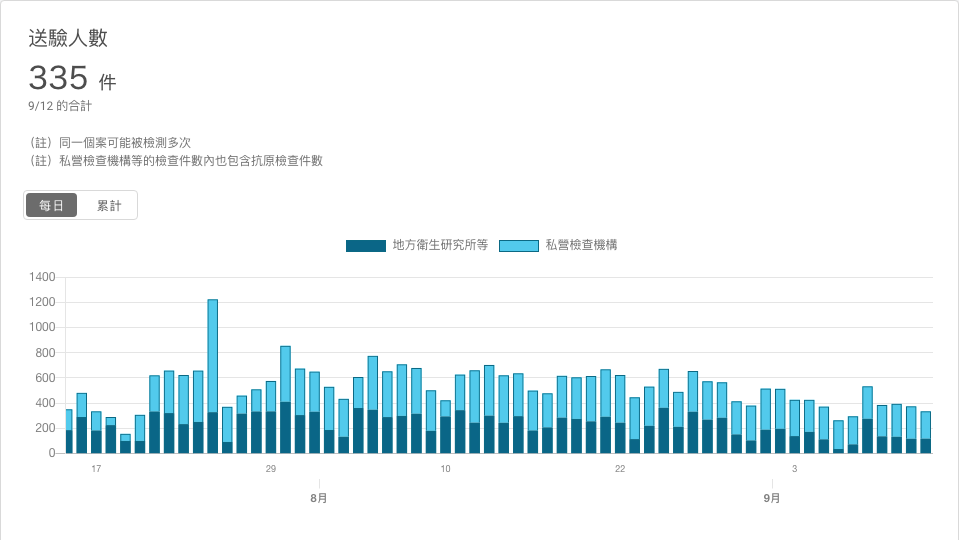 送驗人數
335 件
9/12 的合計
（註）同一個案可能被檢測多次
（註）私營檢查機構等的檢查件數內也包含抗原檢查件數
每日 累計
地方衛生研究所等 私營檢查機構
1400
1200
1000
800
600
400
200
0
17 29 10 22 3
8月 9月